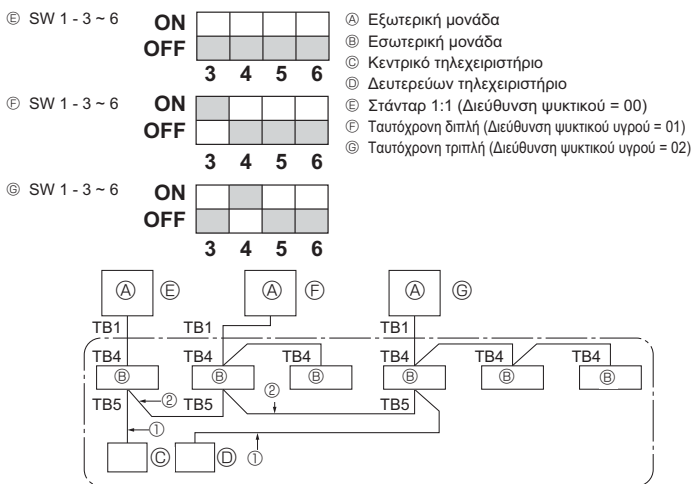 Ⓔ SW 1 - 3 ~ 6
ON
OFF
3 4 5 6
Ⓕ SW 1 - 3 ~ 6
ON
OFF
3 4 5 6
Ⓖ SW 1 - 3 ~ 6
ON
OFF
3 4 5 6
Ⓐ Εξωτερική μονάδα
Ⓑ Εσωτερική μονάδα
Ⓒ Κεντρικό τηλεχειριστήριο
Ⓓ Δευτερεύων τηλεχειριστήριο
Ⓔ Στάνταρ 1:1 (Διεύθυνση ψυκτικού = 00)
Ⓕ Ταυτόχρονη διπλή (Διεύθυνση ψυκτικού υγρού = 01)
Ⓖ Ταυτόχρονη τριπλή (Διεύθυνση ψυκτικού υγρού = 02)
Ⓐ Ⓔ Ⓐ Ⓕ Ⓐ Ⓖ
TB1 TB1 TB1
TB4 TB4 TB4 TB4 TB4 TB4
Ⓑ Ⓑ Ⓑ Ⓑ Ⓑ Ⓑ
TB5 ② TB5 ② TB5
①
Ⓒ Ⓓ ①